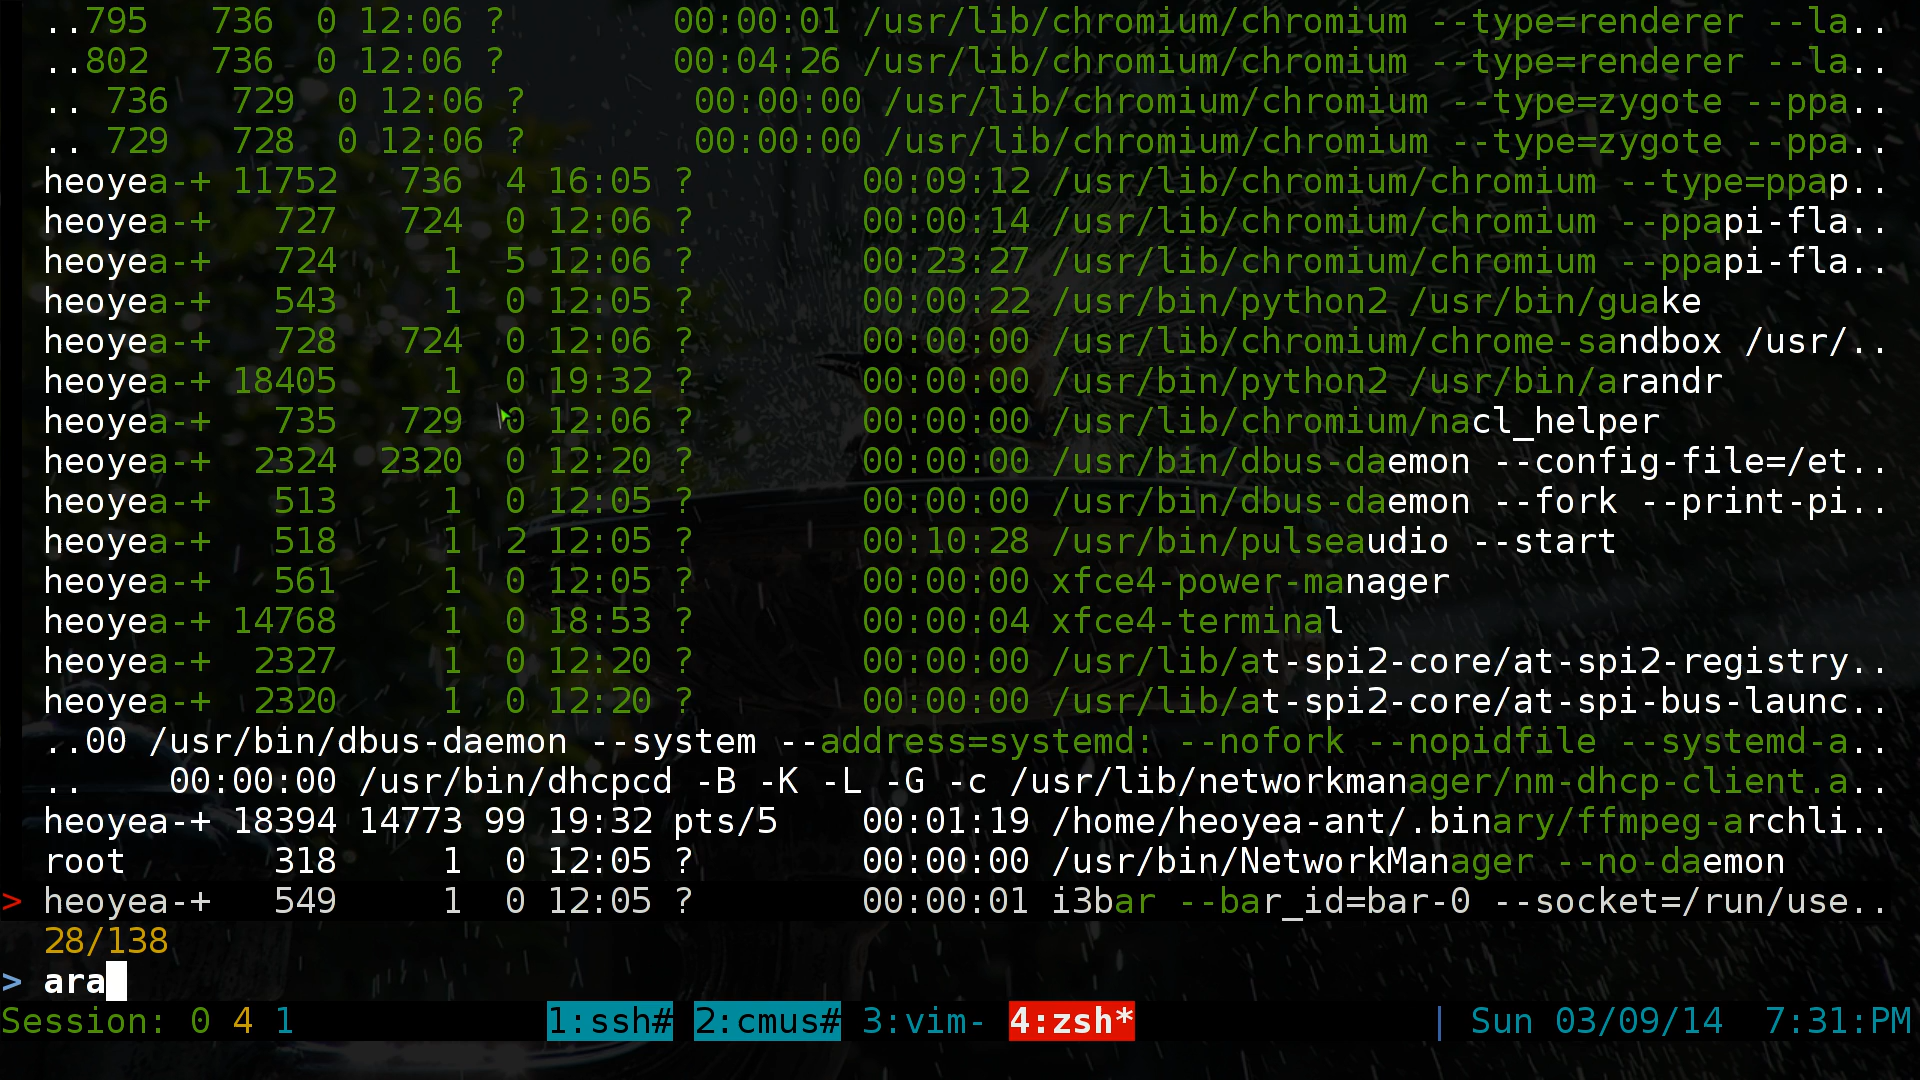 ..795   736  0 12:06 ?        00:00:01 /usr/lib/chromium/chromium --type=renderer --la..
..802   736  0 12:06 ?        00:04:26 /usr/lib/chromium/chromium --type=renderer --la..
.. 736   729  0 12:06 ?        00:00:00 /usr/lib/chromium/chromium --type=zygote --ppa..
.. 729   728  0 12:06 ?        00:00:00 /usr/lib/chromium/chromium --type=zygote --ppa..
heoyea-+ 11752   736  4 16:05 ?        00:09:12 /usr/lib/chromium/chromium --type=ppap..
heoyea-+   727   724  0 12:06 ?        00:00:14 /usr/lib/chromium/chromium --ppapi-fla..
heoyea-+   724     1  5 12:06 ?        00:23:27 /usr/lib/chromium/chromium --ppapi-fla..
heoyea-+   543     1  0 12:05 ?        00:00:22 /usr/bin/python2 /usr/bin/guake
heoyea-+   728   724  0 12:06 ?        00:00:00 /usr/lib/chromium/chrome-sandbox /usr/..
heoyea-+ 18405     1  0 19:32 ?        00:00:00 /usr/bin/python2 /usr/bin/arandr
heoyea-+   735   729  0 12:06 ?        00:00:00 /usr/lib/chromium/nacl_helper
heoyea-+  2324  2320  0 12:20 ?        00:00:00 /usr/bin/dbus-daemon --config-file=/et..
heoyea-+   513     1  0 12:05 ?        00:00:00 /usr/bin/dbus-daemon --fork --print-pi..
heoyea-+   518     1  2 12:05 ?        00:10:28 /usr/bin/pulseaudio --start
heoyea-+   561     1  0 12:05 ?        00:00:00 xfce4-power-manager
heoyea-+ 14768     1  0 18:53 ?        00:00:04 xfce4-terminal
heoyea-+  2327     1  0 12:20 ?        00:00:00 /usr/lib/at-spi2-core/at-spi2-registry..
heoyea-+  2320     1  0 12:20 ?        00:00:00 /usr/lib/at-spi2-core/at-spi-bus-launc..
..00 /usr/bin/dbus-daemon --system --address=systemd: --nofork --nopidfile --systemd-a..
..    00:00:00 /usr/bin/dhcpcd -B -K -L -G -c /usr/lib/networkmanager/nm-dhcp-client.a..
heoyea-+ 18394 14773 99 19:32 pts/5    00:01:19 /home/heoyea-ant/.binary/ffmpeg-archli..
root       318     1  0 12:05 ?        00:00:00 /usr/bin/NetworkManager --no-daemon
> heoyea-+   549     1  0 12:05 ?        00:00:01 i3bar --bar_id=bar-0 --socket=/run/use..
28/138
> ara
Session: 0 4 1            1:ssh# 2:cmus# 3:vim- 4:zsh*              | Sun 03/09/14  7:31:PM